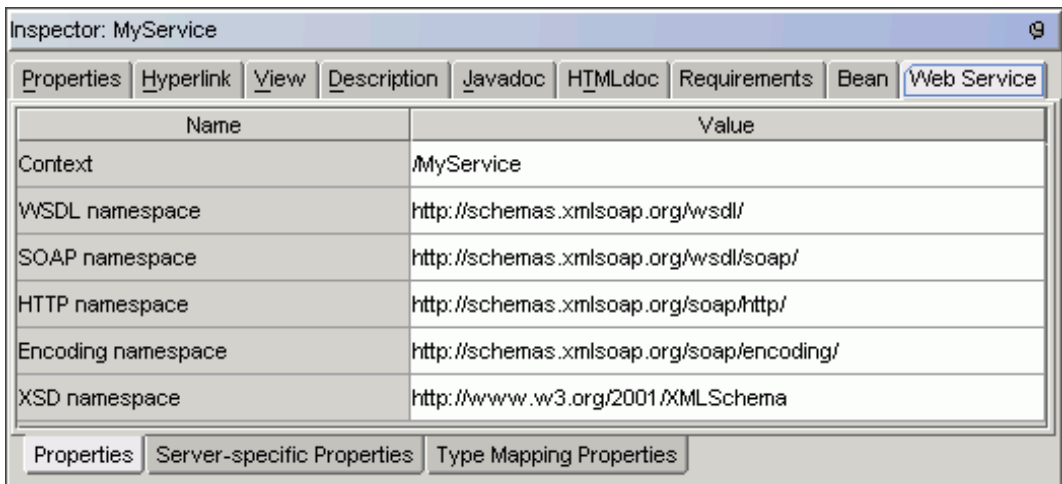 Inspector: MyService
Properties Hyperlink View Description Javadoc HTMLdoc Requirements Bean Web Service
Name Value
Context /MyService
WSDL namespace http://schemas.xmlsoap.org/wsdl/
SOAP namespace http://schemas.xmlsoap.org/wsdl/soap/
HTTP namespace http://schemas.xmlsoap.org/soap/http/
Encoding namespace http://schemas.xmlsoap.org/soap/encoding/
XSD namespace http://www.w3.org/2001/XMLSchema
Properties Server-specific Properties Type Mapping Properties